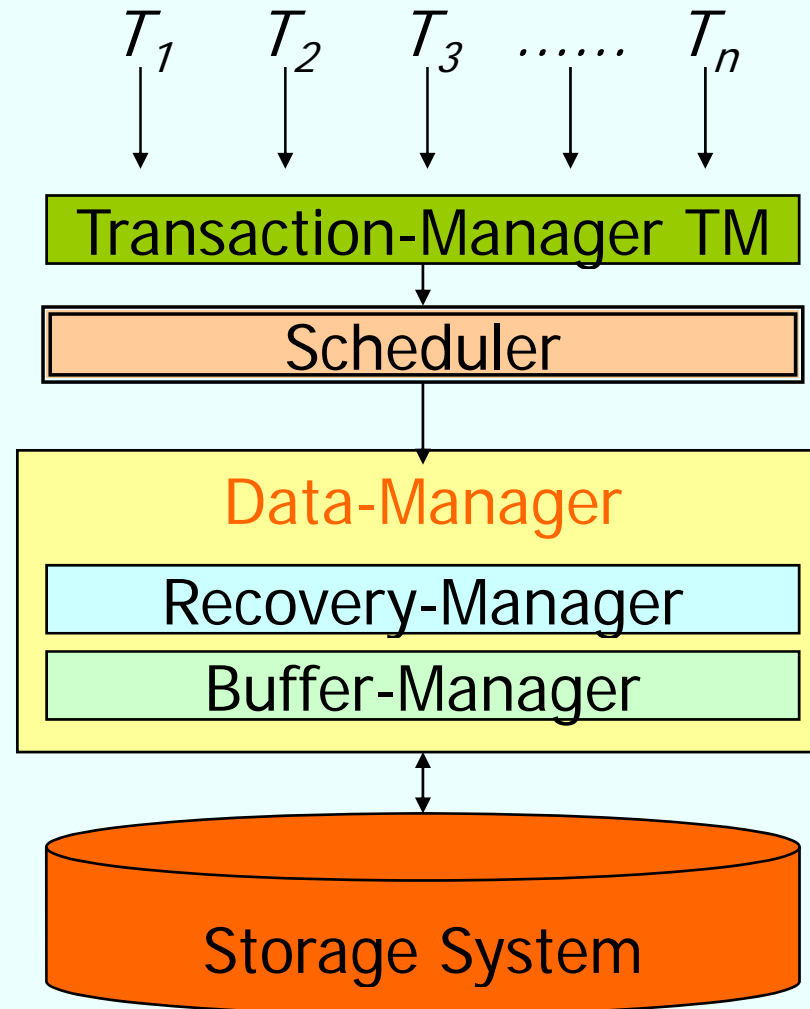 T1 T2 T3 ...... Tn
Transaction-Manager TM
Scheduler
Data-Manager
Recovery-Manager
Buffer-Manager
Storage System